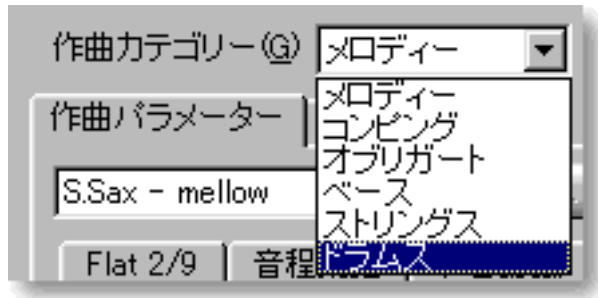 作曲カテゴリー(G) メロディー
メロディー
作曲パラメーター
コンピング
オブリガート
S.Sax - mellow
ベース
ストリングス
Flat 2/9 音程
ドラムス